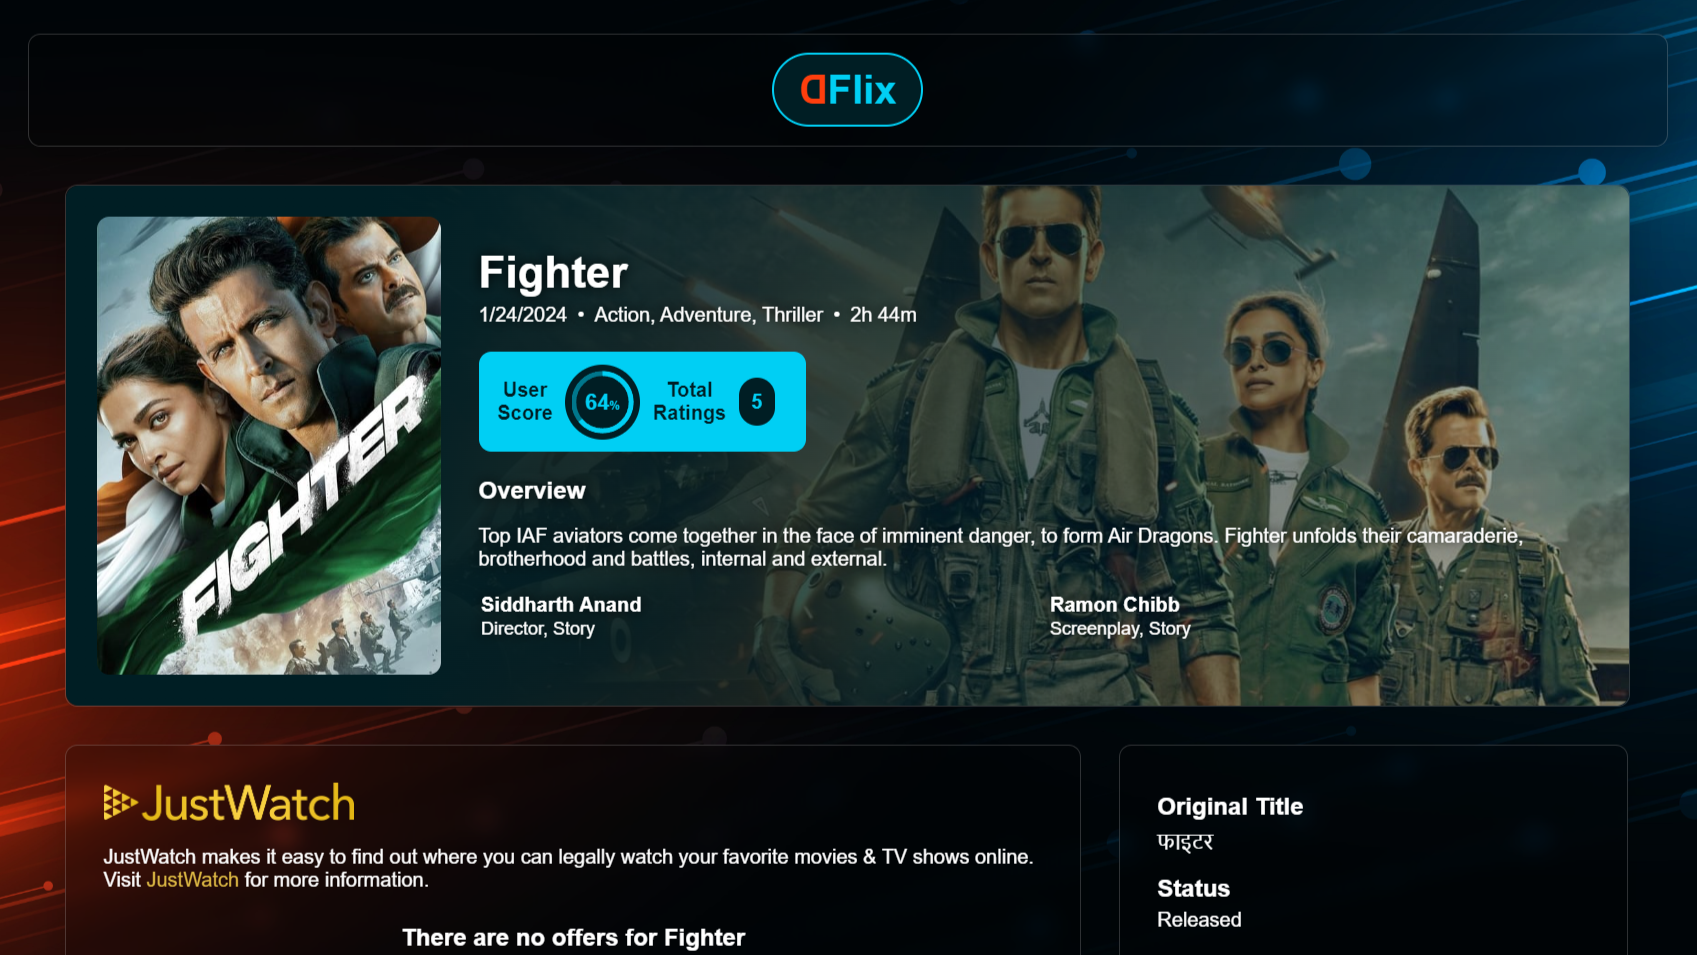 DFlix
FIGHTER
Fighter
1/24/2024 • Action, Adventure, Thriller • 2h 44m
User Score
64%
Total Ratings
5
Overview
Top IAF aviators come together in the face of imminent danger, to form Air Dragons. Fighter unfolds their camaraderie,
brotherhood and battles, internal and external.
Siddharth Anand
Director, Story
Ramon Chibb
Screenplay, Story
JustWatch
JustWatch makes it easy to find out where you can legally watch your favorite movies & TV shows online.
Visit JustWatch for more information.
There are no offers for Fighter
Original Title
फाइटर
Status
Released